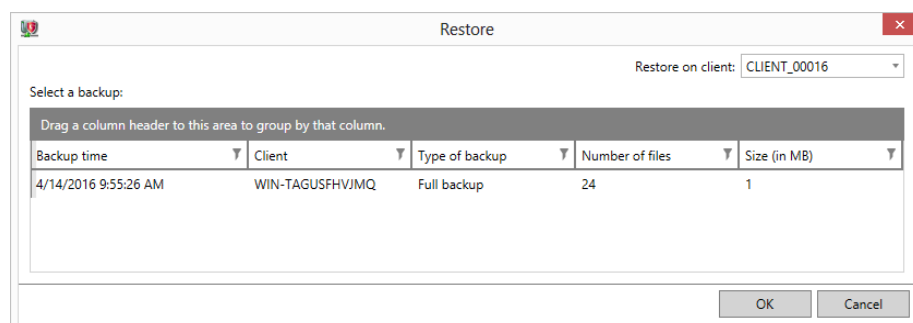 Restore
Restore on client: CLIENT_00016
Select a backup:
Drag a column header to this area to group by that column.
Backup time Client Type of backup Number of files Size (in MB)
4/14/2016 9:55:26 AM WIN-TAGUSFHVJMQ Full backup 24 1
OK Cancel